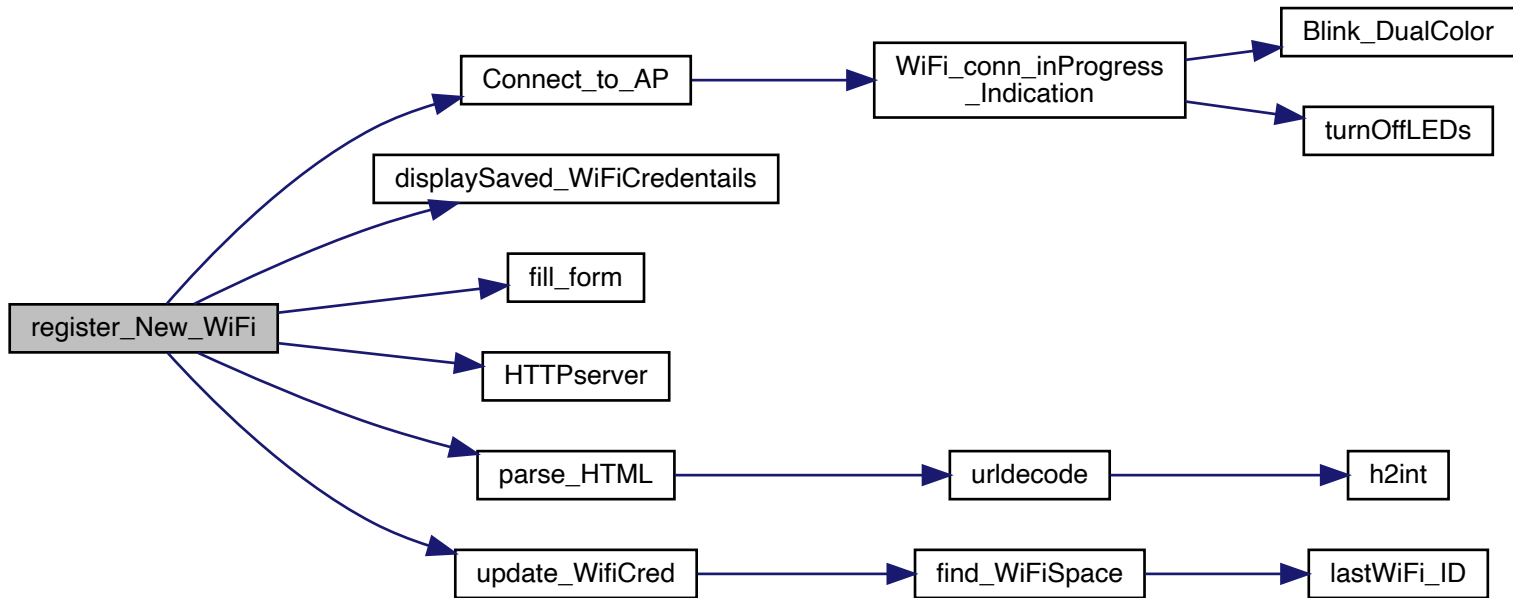 Blink_DualColor
Connect_to_AP
WiFi_conn_inProgress
_Indication
turnOffLEDs
displaySaved_WiFiCredentails
fill_form
register_New_WiFi
HTTPserver
parse_HTML
urldecode
h2int
update_WifiCred
find_WiFiSpace
lastWiFi_ID